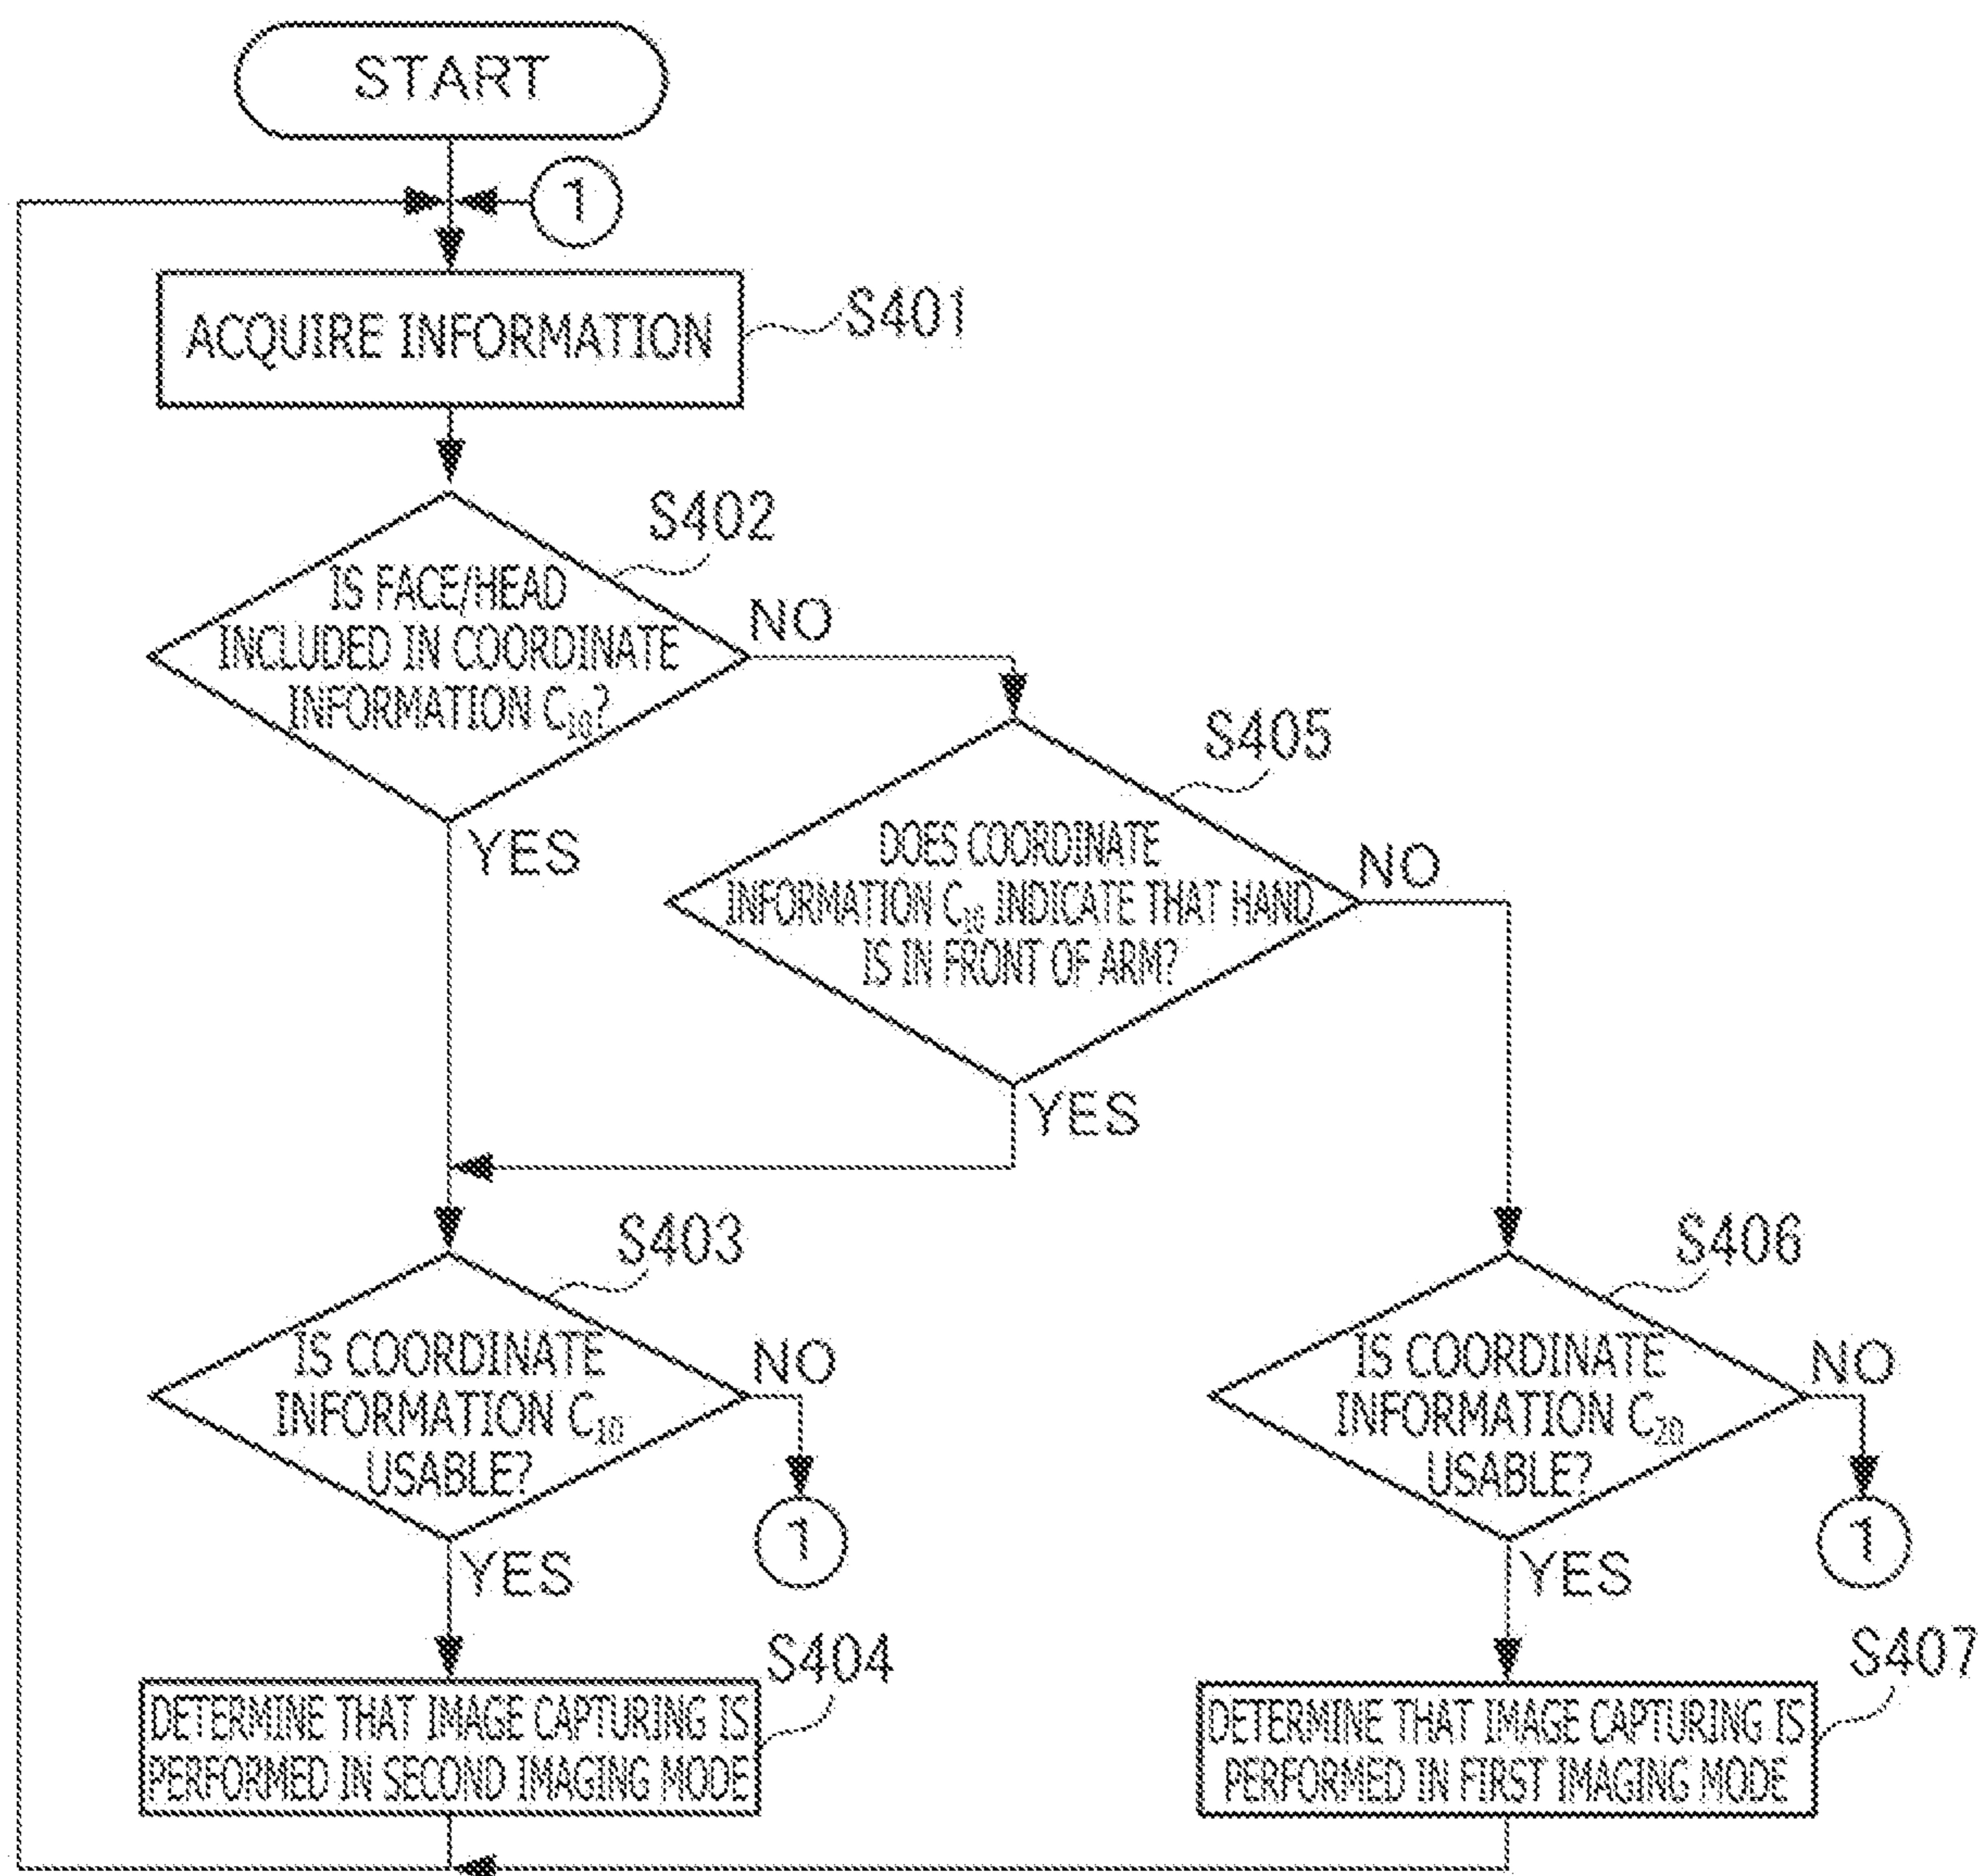 START
1
ACQUIRE INFORMATION
S401
S402
IS FACE/HEAD
INCLUDED IN COORDINATE
INFORMATION C₁₀?
NO
YES
S405
DOES COORDINATE
INFORMATION C₁₀ INDICATE THAT HAND
IS IN FRONT OF ARM?
NO
YES
S403
IS COORDINATE
INFORMATION C₁₀
USABLE?
NO
1
YES
S406
IS COORDINATE
INFORMATION C₂₀
USABLE?
NO
1
YES
S404
DETERMINE THAT IMAGE CAPTURING IS
PERFORMED IN SECOND IMAGING MODE
S407
DETERMINE THAT IMAGE CAPTURING IS
PERFORMED IN FIRST IMAGING MODE